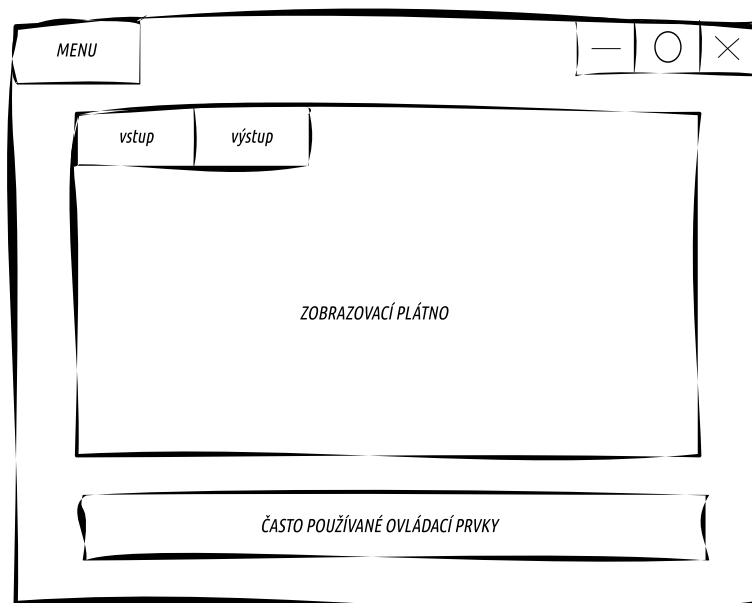 MENU
vstup
výstup
ZOBRAZOVACÍ PLÁTNO
ČASTO POUŽÍVANÉ OVLÁDACÍ PRVKY